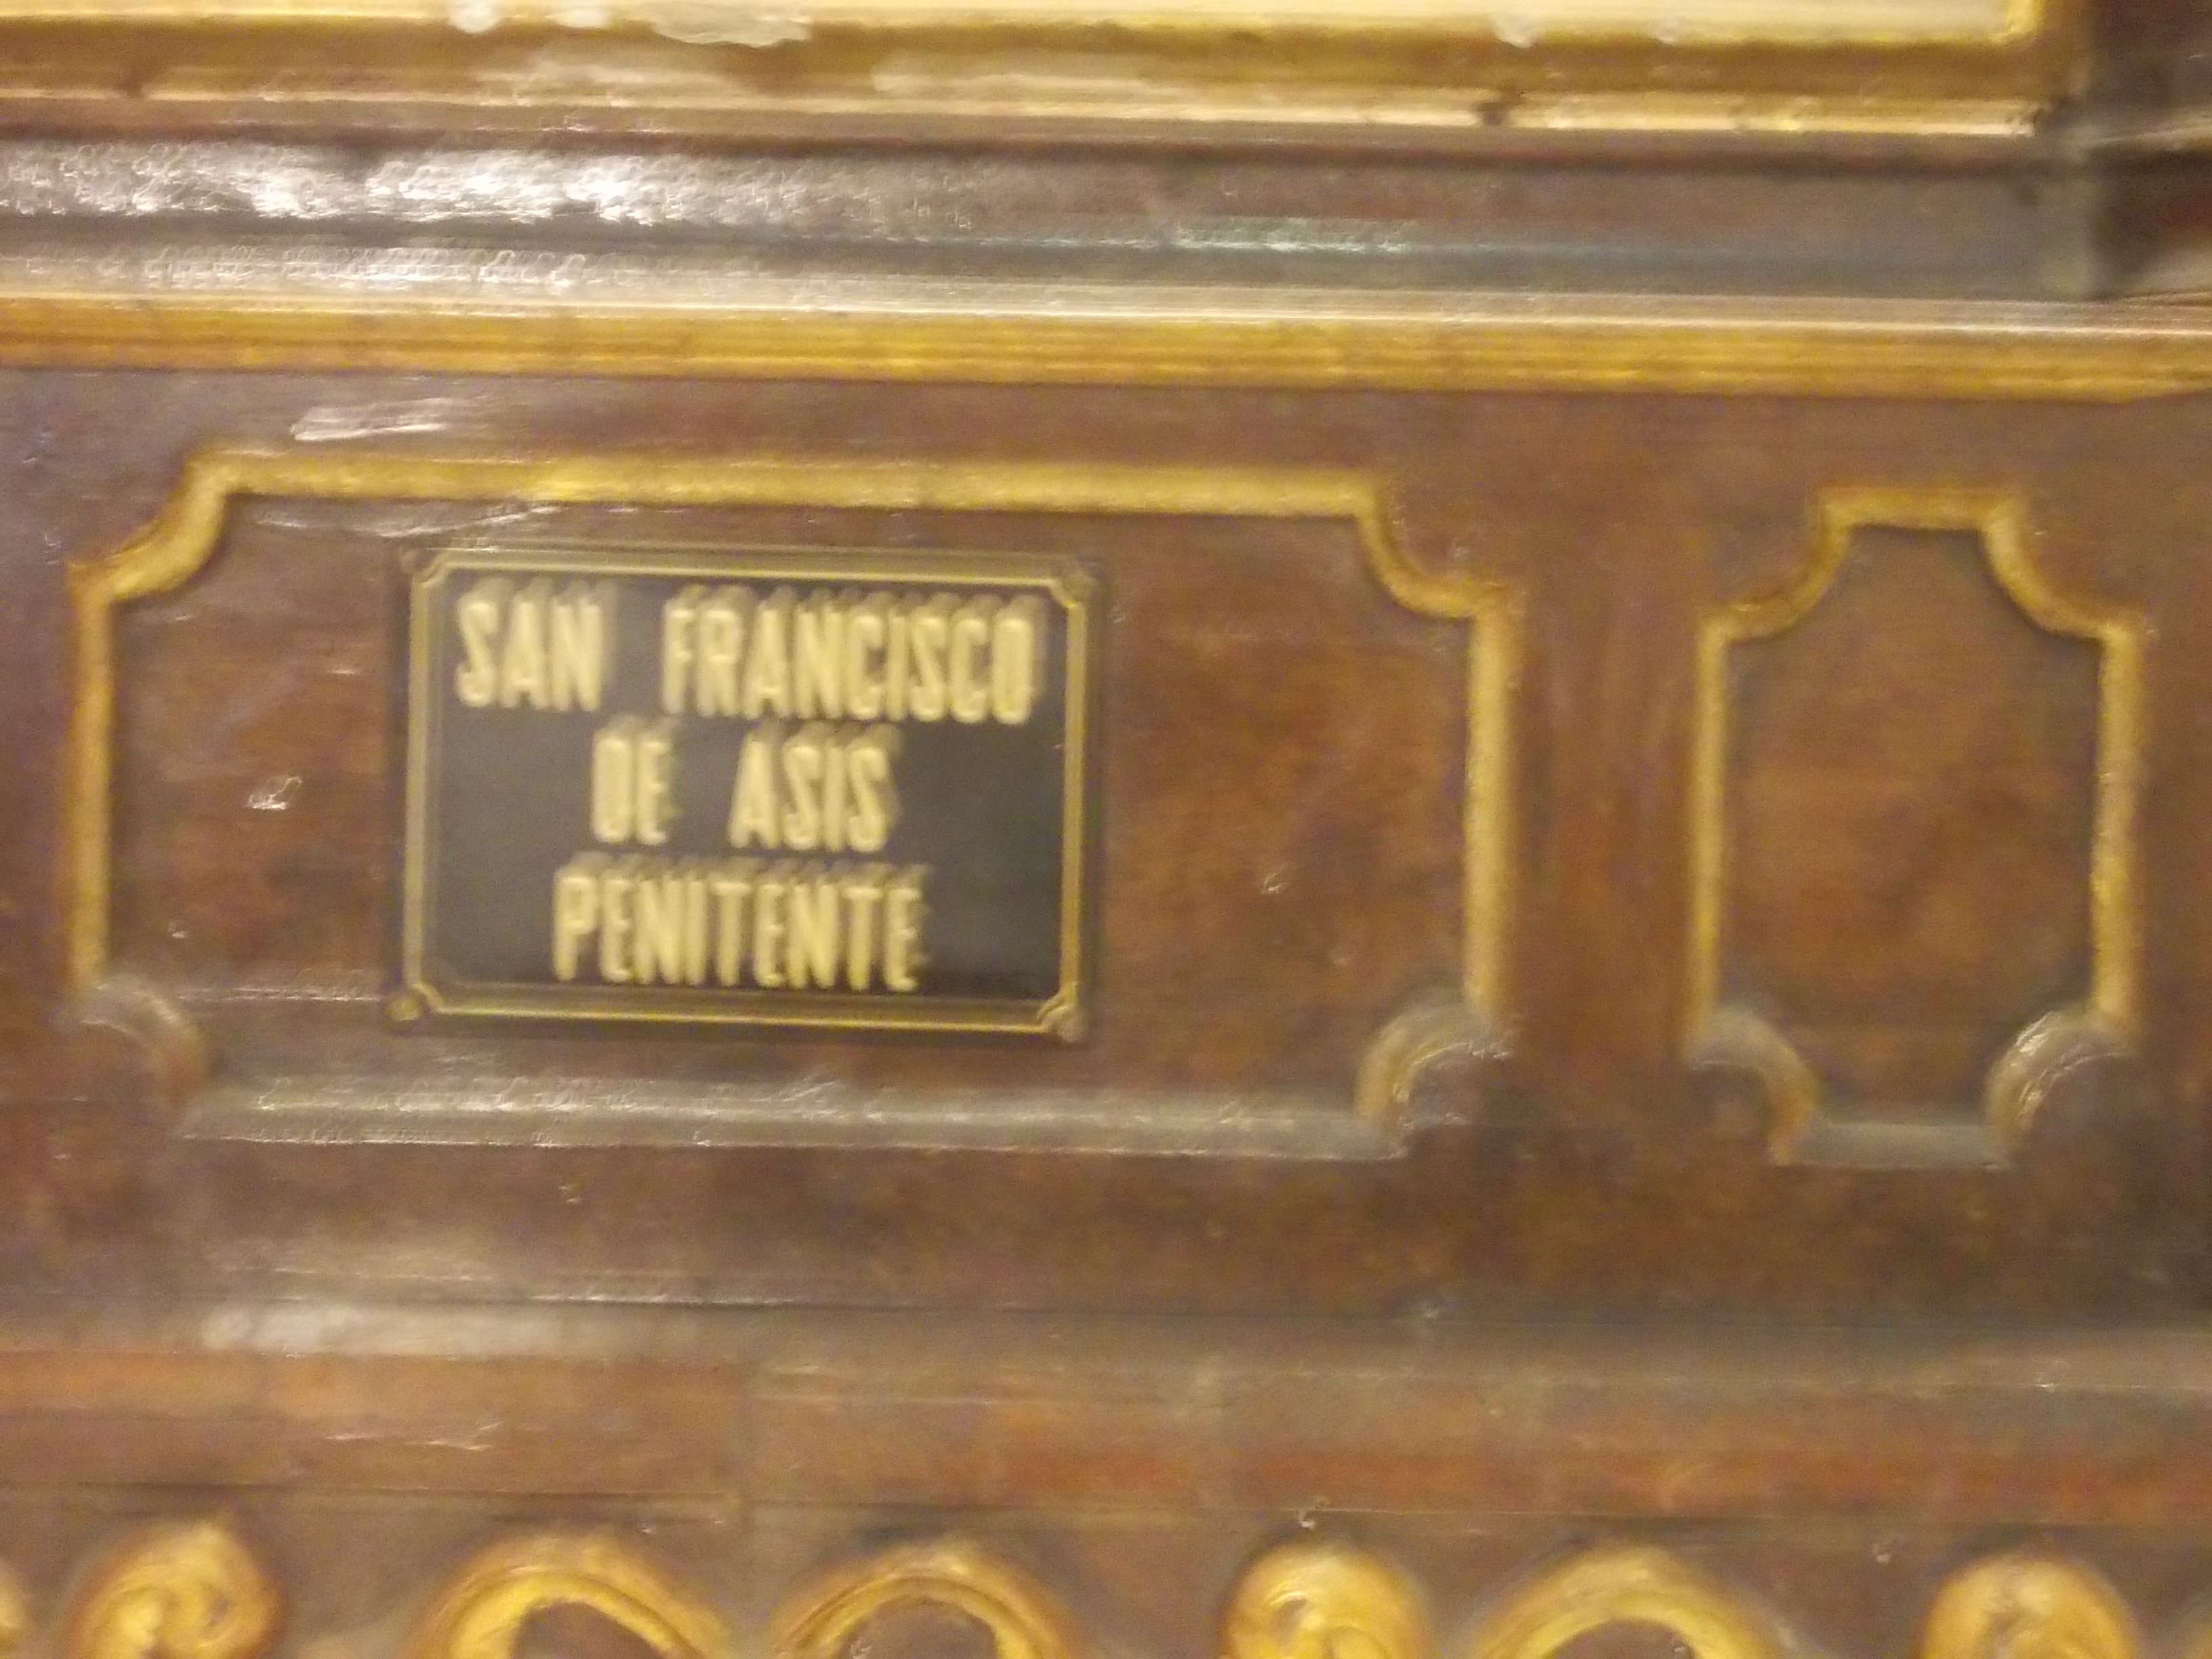 SAN FRANCISCO
DE ASIS
PENITENTE